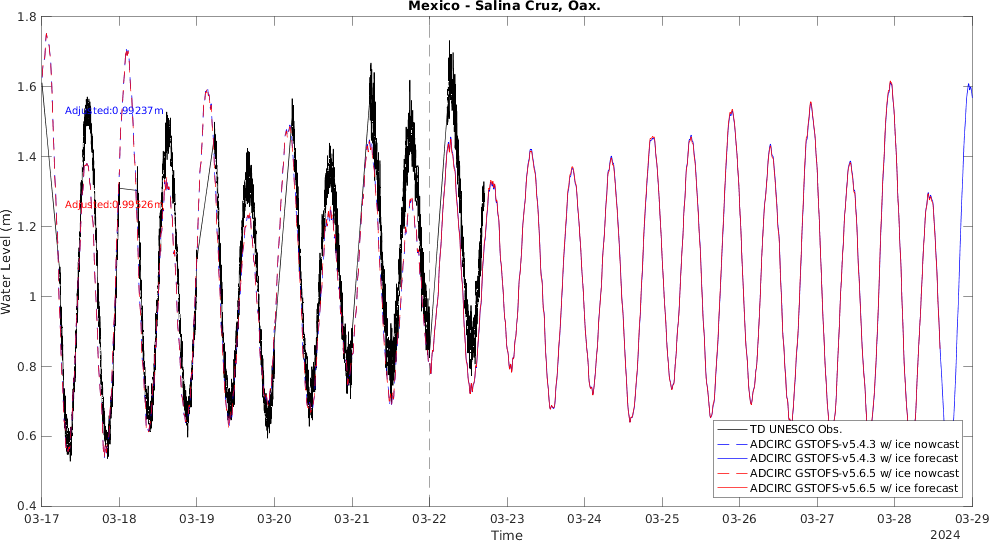 Mexico - Salina Cruz, Oax.
Water Level (m)
1.8
1.6
1.4
1.2
1
0.8
0.6
0.4
Adjusted:0.99237m
Adjusted:0.99526m
TD UNESCO Obs.
ADCIRC GSTOFS-v5.4.3 w/ ice nowcast
ADCIRC GSTOFS-v5.4.3 w/ ice forecast
ADCIRC GSTOFS-v5.6.5 w/ ice nowcast
ADCIRC GSTOFS-v5.6.5 w/ ice forecast
03-17 03-18 03-19 03-20 03-21 03-22 03-23 03-24 03-25 03-26 03-27 03-28 03-29
Time
2024